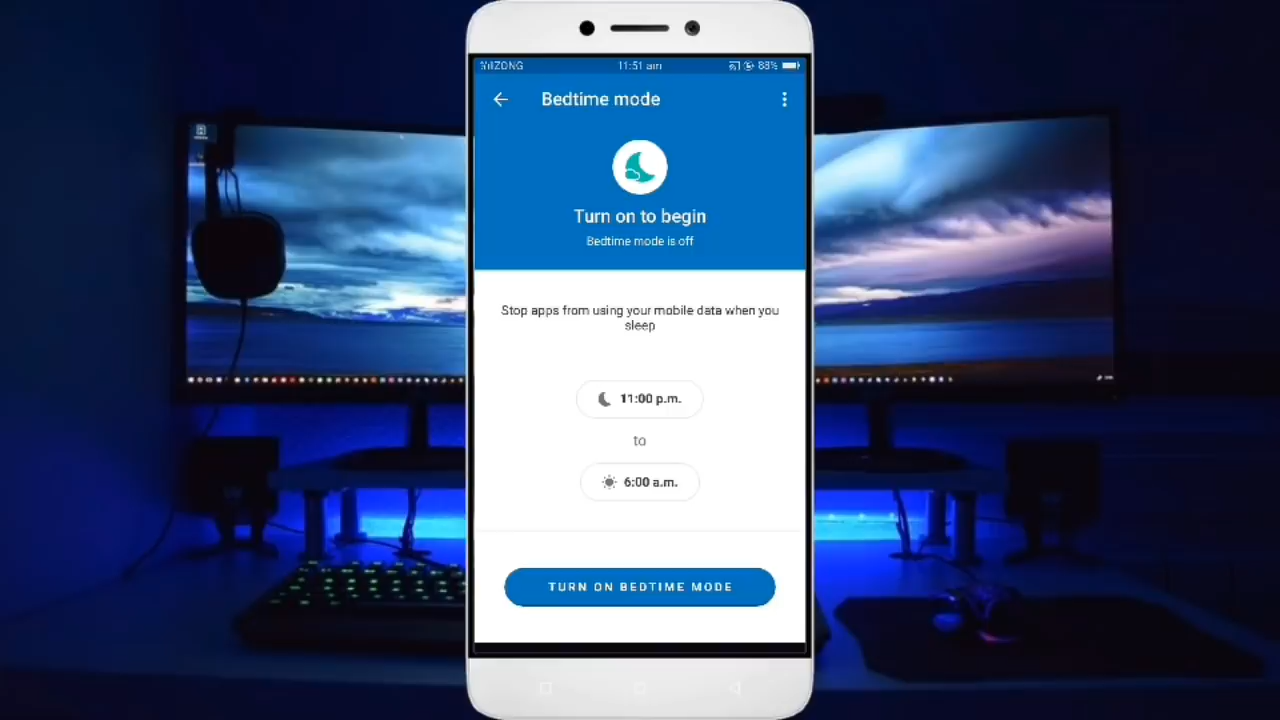 ZONG 11:51 am 88%
Bedtime mode
Turn on to begin
Bedtime mode is off
Stop apps from using your mobile data when you
sleep
11:00 p.m.
to
6:00 a.m.
TURN ON BEDTIME MODE